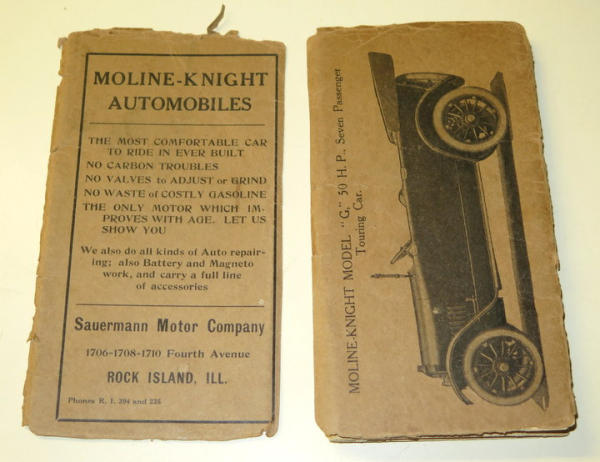 MOLINE-KNIGHT
AUTOMOBILES
THE MOST COMFORTABLE CAR
TO RIDE IN EVER BUILT
NO CARBON TROUBLES
NO VALVES to ADJUST or GRIND
NO WASTE of COSTLY GASOLINE
THE ONLY MOTOR WHICH IM-
PROVES WITH AGE. LET US
SHOW YOU
We also do all kinds of Auto repair-
ing; also Battery and Magneto
work, and carry a full line
of accessories
Sauermann Motor Company
1706-1708-1710 Fourth Avenue
ROCK ISLAND, ILL.
Phones R. I. 394 and 225
MOLINE-KNIGHT MODEL "G," 50 H. P., Seven Passenger
Touring Car.